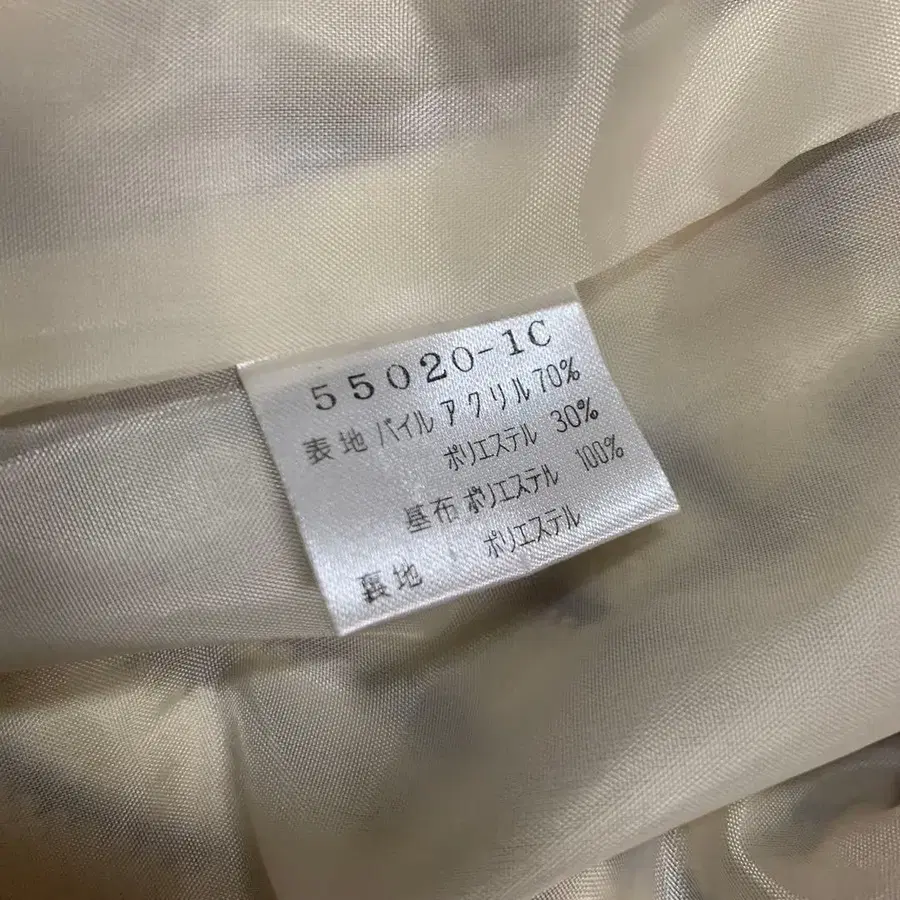 55020-1C
表地 パイル アクリル 70%
ポリエステル 30%
基布 ポリエステル 100%
裏地 ポリエステル